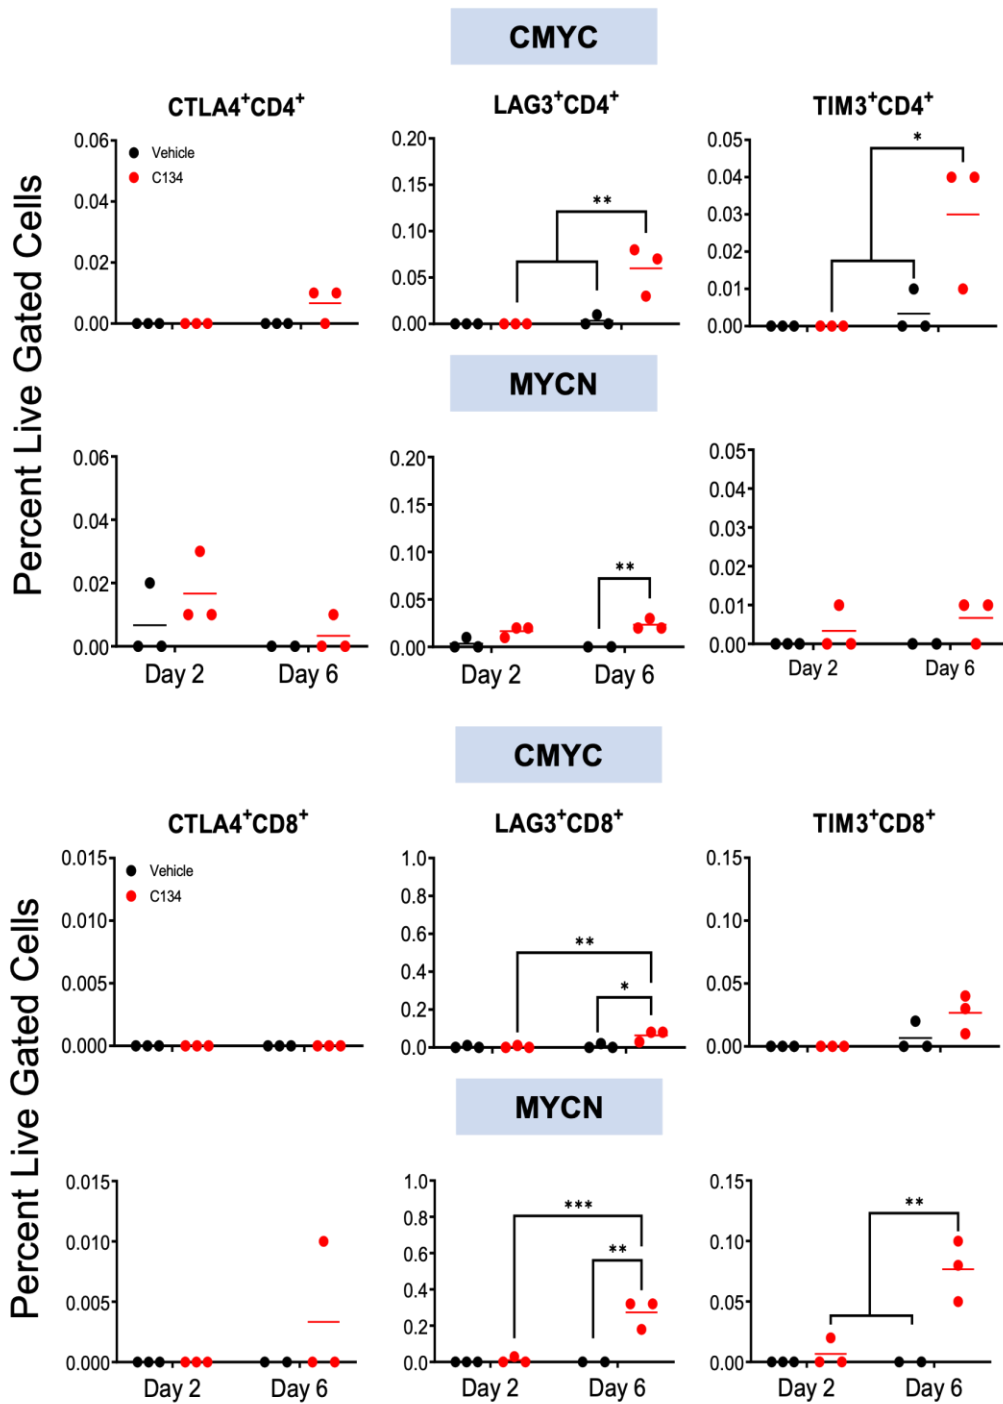 CMYC
CTLA4+CD4+ LAG3+CD4+ TIM3+CD4+
Percent Live Gated Cells
0.06 0.04 0.02 0.00
Vehicle
C134
0.20 0.15 0.10 0.05 0.00
**
0.05 0.04 0.03 0.02 0.01 0.00
*
MYCN
0.06 0.04 0.02 0.00
Day 2 Day 6
0.20 0.15 0.10 0.05 0.00
**
Day 2 Day 6
0.05 0.04 0.03 0.02 0.01 0.00
Day 2 Day 6
CMYC
CTLA4+CD8+ LAG3+CD8+ TIM3+CD8+
Percent Live Gated Cells
0.015 0.010 0.005 0.000
Vehicle
C134
1.0 0.8 0.6 0.4 0.2 0.0
**
*
0.15 0.10 0.05 0.00
MYCN
0.015 0.010 0.005 0.000
Day 2 Day 6
1.0 0.8 0.6 0.4 0.2 0.0
***
**
Day 2 Day 6
0.15 0.10 0.05 0.00
**
Day 2 Day 6